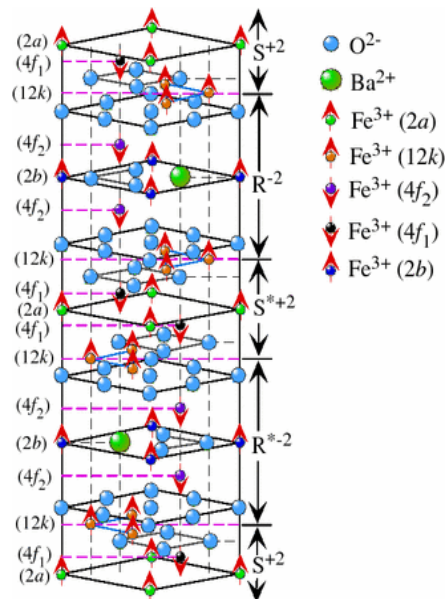 (2a)
(4f₁)
(12k)
(4f₂)
(2b)
(4f₂)
(12k)
(4f₁)
(2a)
(4f₁)
(12k)
(4f₂)
(2b)
(4f₂)
(12k)
(4f₁)
(2a)
S⁺²
R⁻²
S*⁺²
R*⁻²
S⁺²
O²⁻
Ba²⁺
Fe³⁺ (2a)
Fe³⁺ (12k)
Fe³⁺ (4f₂)
Fe³⁺ (4f₁)
Fe³⁺ (2b)